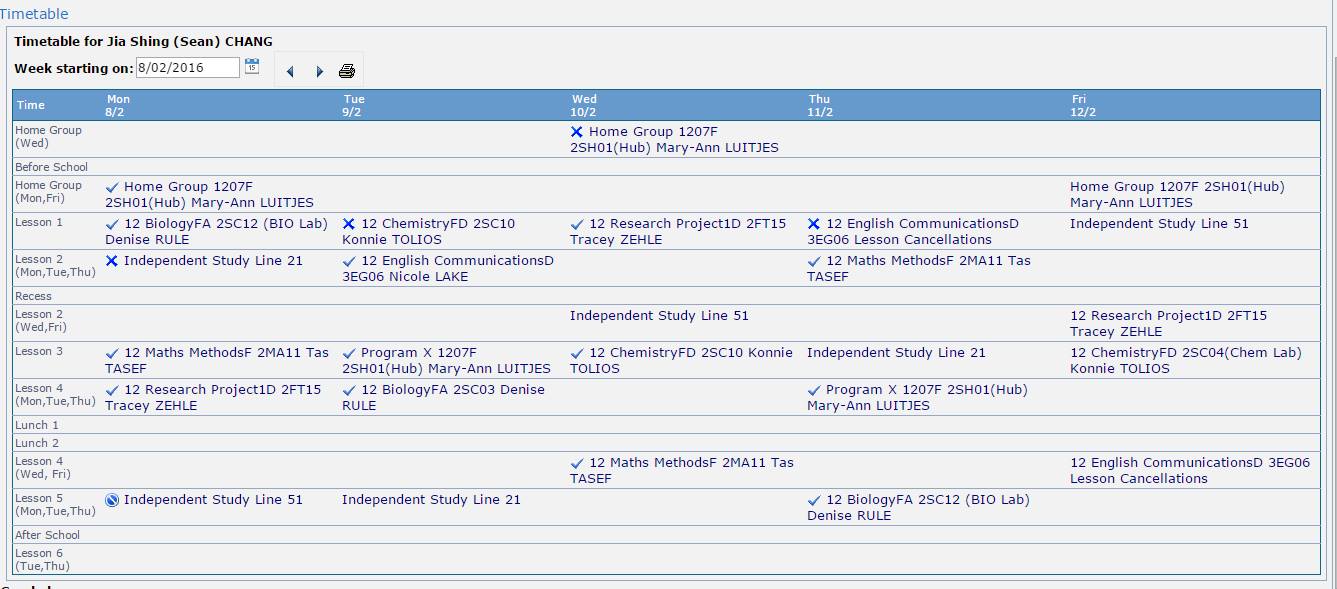 Timetable
Timetable for Jia Shing (Sean) CHANG
Week starting on: 8/02/2016 15
Time Mon Tue Wed Thu Fri
8/2 9/2 10/2 11/2 12/2
Home Group Home Group 1207F
(Wed) 2SH01(Hub) Mary-Ann LUITJES
Before School
Home Group Home Group 1207F Home Group 1207F 2SH01(Hub)
(Mon,Fri) 2SH01(Hub) Mary-Ann LUITJES Mary-Ann LUITJES
Lesson 1 12 BiologyFA 2SC12 (BIO Lab) 12 ChemistryFD 2SC10 12 Research Project1D 2FT15 12 English CommunicationsD Independent Study Line 51
Denise RULE Konnie TOLIOS Tracey ZEHLE 3EG06 Lesson Cancellations
Lesson 2 Independent Study Line 21 12 English CommunicationsD 12 Maths MethodsF 2MA11 Tas
(Mon,Tue,Thu) 3EG06 Nicole LAKE TASEF
Recess
Lesson 2 Independent Study Line 51 12 Research Project1D 2FT15
(Wed,Fri) Tracey ZEHLE
Lesson 3 12 Maths MethodsF 2MA11 Tas Program X 1207F 12 ChemistryFD 2SC10 Konnie Independent Study Line 21 12 ChemistryFD 2SC04(Chem Lab)
TASEF 2SH01(Hub) Mary-Ann LUITJES TOLIOS Konnie TOLIOS
Lesson 4 12 Research Project1D 2FT15 12 BiologyFA 2SC03 Denise Program X 1207F 2SH01(Hub)
(Mon,Tue,Thu) Tracey ZEHLE RULE Mary-Ann LUITJES
Lunch 1
Lunch 2
Lesson 4 12 Maths MethodsF 2MA11 Tas 12 English CommunicationsD 3EG06
(Wed, Fri) TASEF Lesson Cancellations
Lesson 5 Independent Study Line 51 Independent Study Line 21 12 BiologyFA 2SC12 (BIO Lab)
(Mon,Tue,Thu) Denise RULE
After School
Lesson 6
(Tue,Thu)